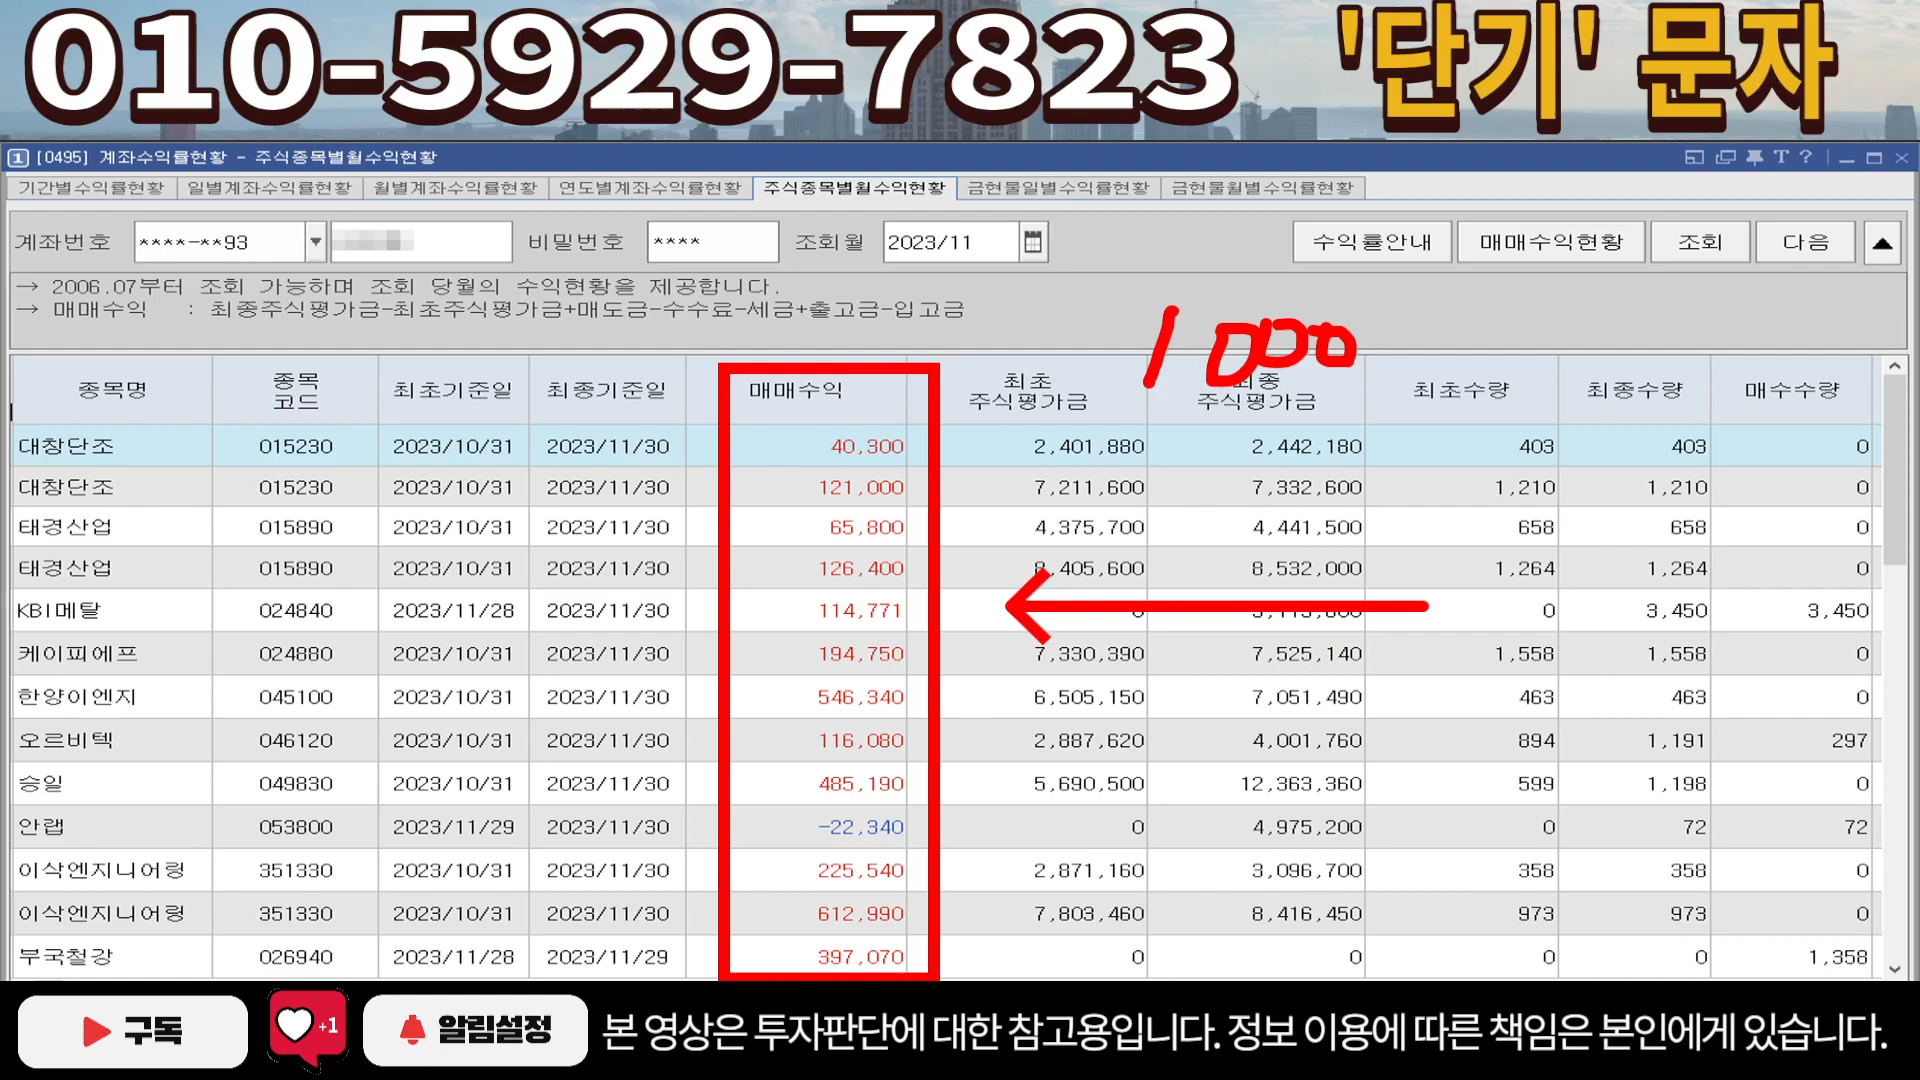 010-5929-7823 '단기' 문자
1 [0495] 계좌수익률현황 - 주식종목별월수익현황
기간별수익률현황 일별계좌수익률현황 월별계좌수익률현황 연도별계좌수익률현황 주식종목별월수익현황 금현물일별수익률현황 금현물월별수익률현황
계좌번호 ****-**93 비밀번호 **** 조회월 2023/11 수익률안내 매매수익현황 조회 다음
→ 2006.07부터 조회 가능하며 조회 당월의 수익현황을 제공합니다.
→ 매매수익 : 최종주식평가금-최초주식평가금+매도금-수수료-세금+출고금-입고금
1000
종목명 종목코드 최초기준일 최종기준일 매매수익 최초주식평가금 최종주식평가금 최초수량 최종수량 매수수량
대창단조 015230 2023/10/31 2023/11/30 40,300 2,401,880 2,442,180 403 403 0
대창단조 015230 2023/10/31 2023/11/30 121,000 7,211,600 7,332,600 1,210 1,210 0
태경산업 015890 2023/10/31 2023/11/30 65,800 4,375,700 4,441,500 658 658 0
태경산업 015890 2023/10/31 2023/11/30 126,400 8,405,600 8,532,000 1,264 1,264 0
KBI메탈 024840 2023/11/28 2023/11/30 114,771 0 0 3,450 3,450
케이피에프 024880 2023/10/31 2023/11/30 194,750 7,330,390 7,525,140 1,558 1,558 0
한양이엔지 045100 2023/10/31 2023/11/30 546,340 6,505,150 7,051,490 463 463 0
오르비텍 046120 2023/10/31 2023/11/30 116,080 2,887,620 4,001,760 894 1,191 297
승일 049830 2023/10/31 2023/11/30 485,190 5,690,500 12,363,360 599 1,198 0
안랩 053800 2023/11/29 2023/11/30 -22,340 0 4,975,200 0 72 72
이삭엔지니어링 351330 2023/10/31 2023/11/30 225,540 2,871,160 3,096,700 358 358 0
이삭엔지니어링 351330 2023/10/31 2023/11/30 612,990 7,803,460 8,416,450 973 973 0
부국철강 026940 2023/11/28 2023/11/29 397,070 0 0 0 0 1,358
구독 +1 알림설정 본 영상은 투자판단에 대한 참고용입니다. 정보 이용에 따른 책임은 본인에게 있습니다.